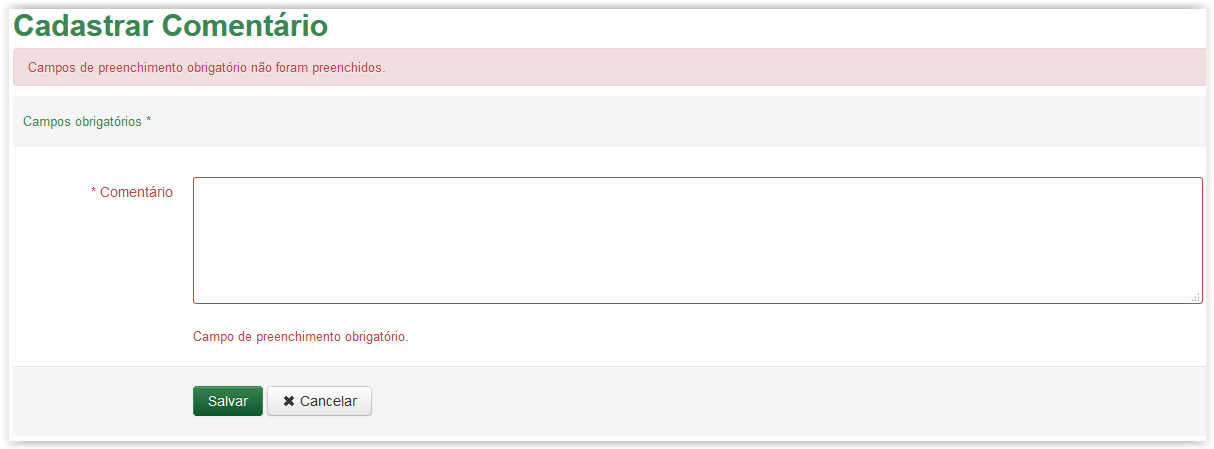 Cadastrar Comentário
Campos de preenchimento obrigatório não foram preenchidos.
Campos obrigatórios *
* Comentário
Campo de preenchimento obrigatório.
Salvar ✖ Cancelar